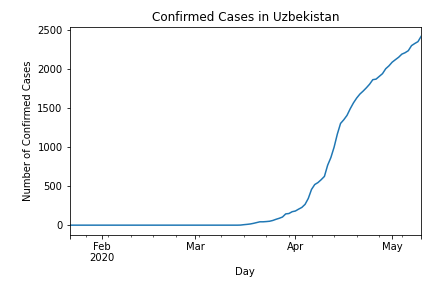 Confirmed Cases in Uzbekistan
2500
2000
1500
1000
500
0
Number of Confirmed Cases
Feb
2020
Mar
Apr
May
Day